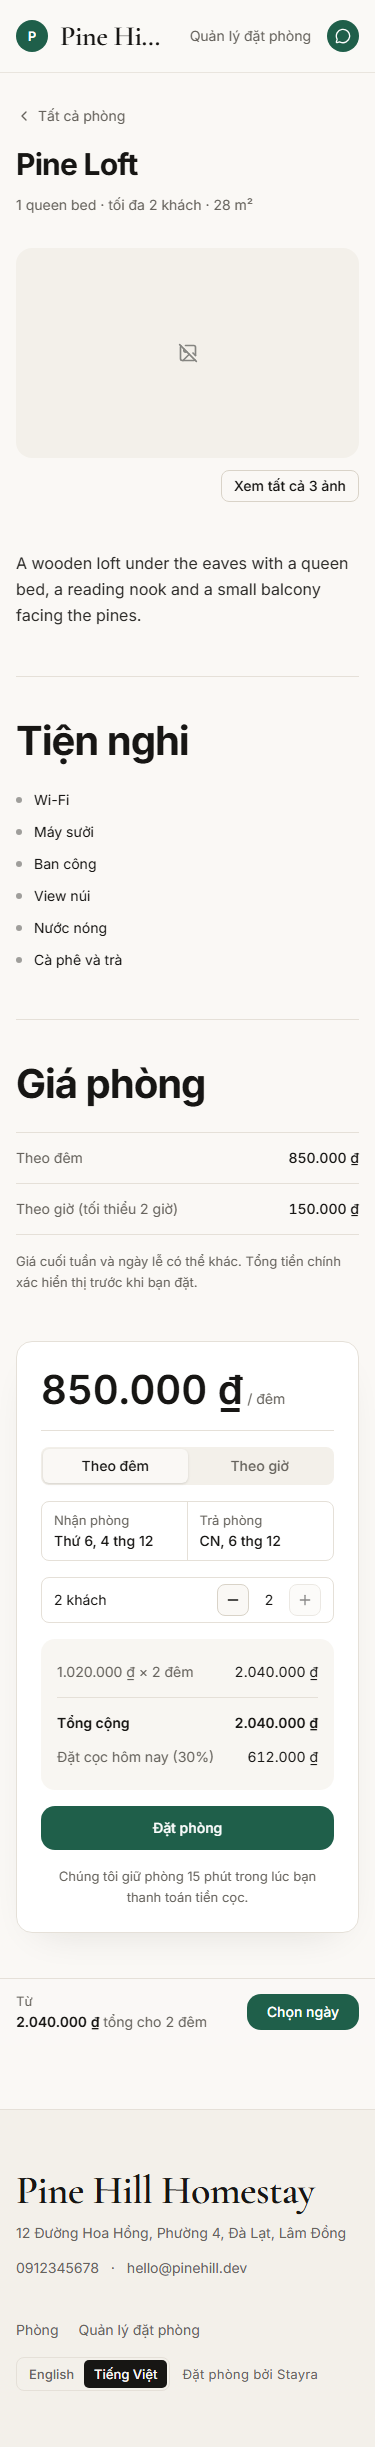 P Pine Hi... Quản lý đặt phòng
Tất cả phòng
Pine Loft
1 queen bed · tối đa 2 khách · 28 m²
Xem tất cả 3 ảnh
A wooden loft under the eaves with a queen
bed, a reading nook and a small balcony
facing the pines.
Tiện nghi
Wi-Fi
Máy sưởi
Ban công
View núi
Nước nóng
Cà phê và trà
Giá phòng
Theo đêm 850.000 ₫
Theo giờ (tối thiểu 2 giờ) 150.000 ₫
Giá cuối tuần và ngày lễ có thể khác. Tổng tiền chính
xác hiển thị trước khi bạn đặt.
850.000 ₫ / đêm
Theo đêm Theo giờ
Nhận phòng Trả phòng
Thứ 6, 4 thg 12 CN, 6 thg 12
2 khách − 2 +
1.020.000 ₫ × 2 đêm 2.040.000 ₫
Tổng cộng 2.040.000 ₫
Đặt cọc hôm nay (30%) 612.000 ₫
Đặt phòng
Chúng tôi giữ phòng 15 phút trong lúc bạn
thanh toán tiền cọc.
Từ
2.040.000 ₫ tổng cho 2 đêm Chọn ngày
Pine Hill Homestay
12 Đường Hoa Hồng, Phường 4, Đà Lạt, Lâm Đồng
0912345678 · hello@pinehill.dev
Phòng Quản lý đặt phòng
English Tiếng Việt Đặt phòng bởi Stayra